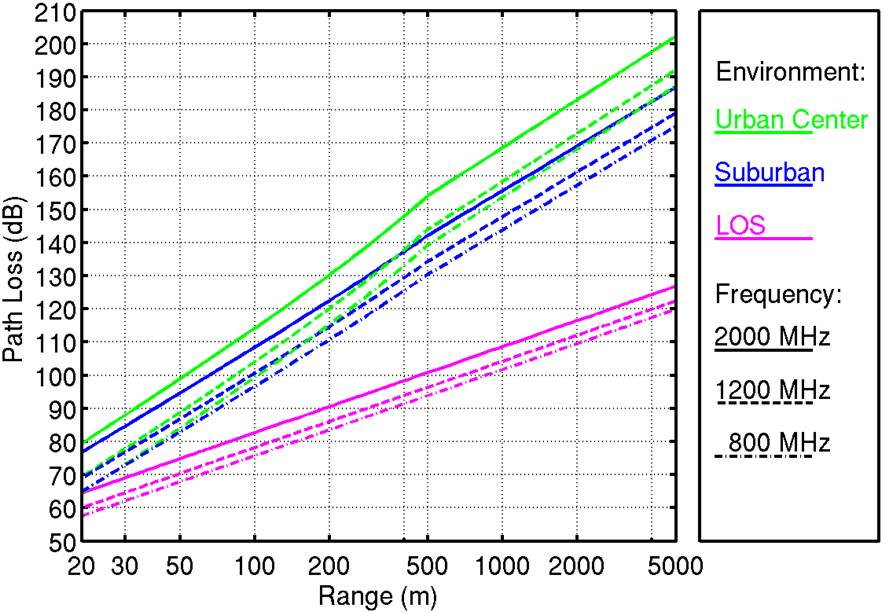 210
200
190
180
170
160
150
140
130
120
110
100
90
80
70
60
50
Path Loss (dB)
20 30 50 100 200 500 1000 2000 5000
Range (m)
Environment:
Urban Center
Suburban
LOS
Frequency:
2000 MHz
1200 MHz
800 MHz